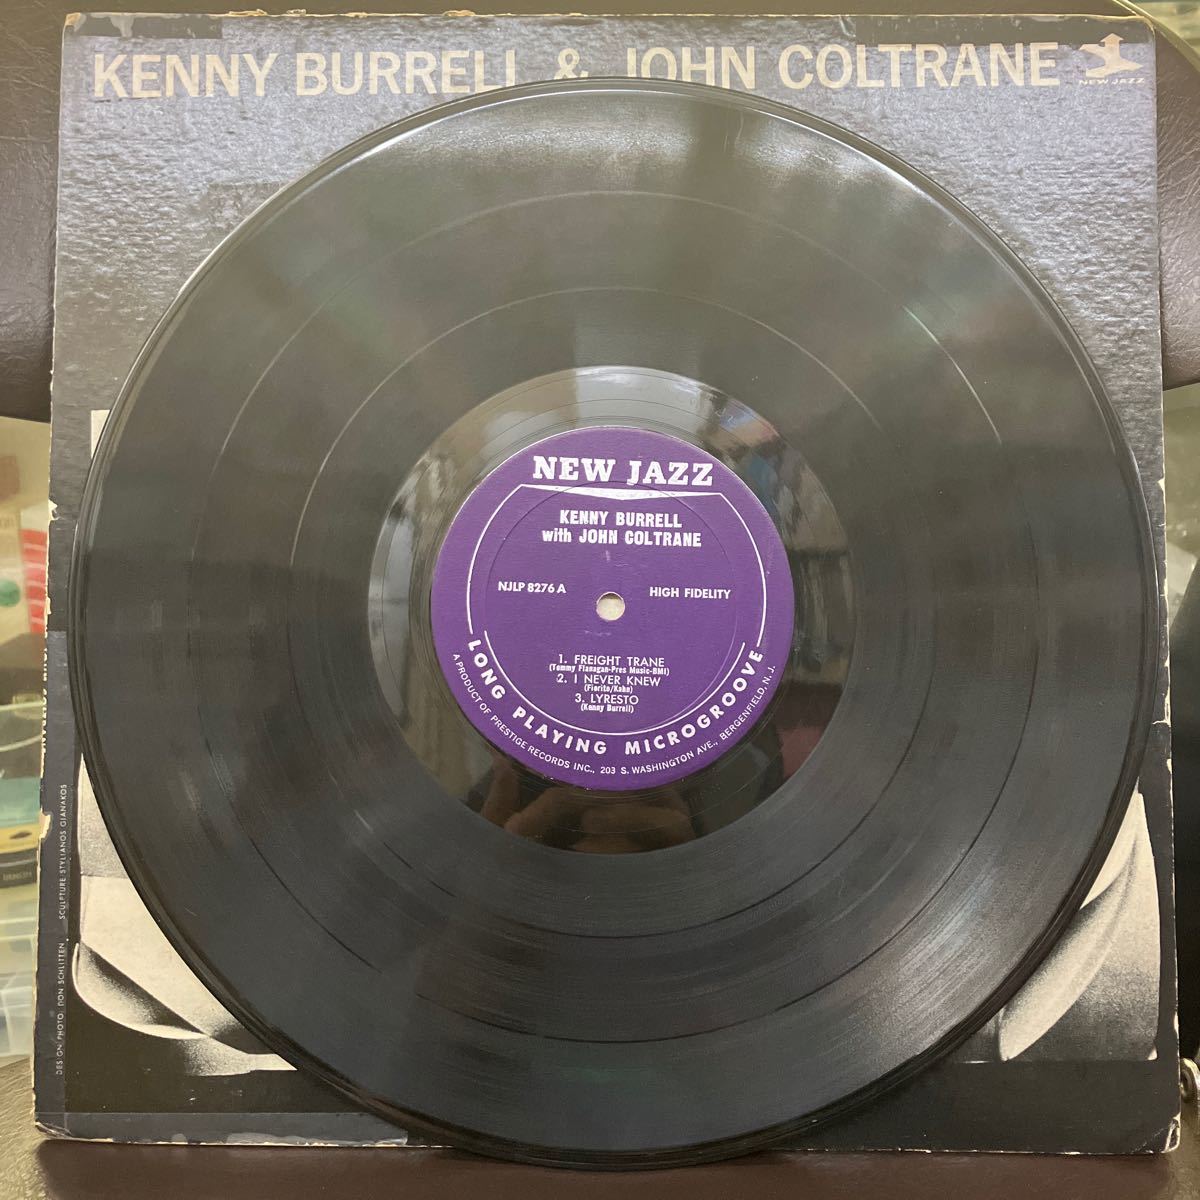 KENNY BURRELL & JOHN COLTRANE
NEW JAZZ
NEW JAZZ
KENNY BURRELL
with JOHN COLTRANE
NJLP 8276 A
HIGH FIDELITY
1. FREIGHT TRANE
(Tommy Flanagan-Pres Music-BMI)
2. I NEVER KNEW
(Fiorito/Kahn)
3. LYRESTO
(Kenny Burrell)
LONG PLAYING MICROGROOVE
A PRODUCT OF PRESTIGE RECORDS INC., 203 S. WASHINGTON AVE., BERGENFIELD, N. J.
DESIGN, PHOTO, DON SCHLITTEN
SCULPTURE STYLIANOS GIANAKOS
DENON